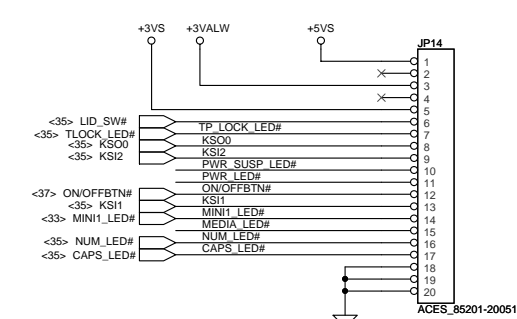 +3VS +3VALW +5VS
JP14
1
2
3
4
5
<35> LID_SW# 6
<35> TLOCK_LED# TP_LOCK_LED# 7
<35> KSO0 KSO0 8
<35> KSI2 KSI2 9
PWR_SUSP_LED# 10
PWR_LED# 11
<37> ON/OFFBTN# ON/OFFBTN# 12
<35> KSI1 KSI1 13
<33> MINI1_LED# MINI1_LED# 14
MEDIA_LED# 15
<35> NUM_LED# NUM_LED# 16
<35> CAPS_LED# CAPS_LED# 17
18
19
20
ACES_85201-20051